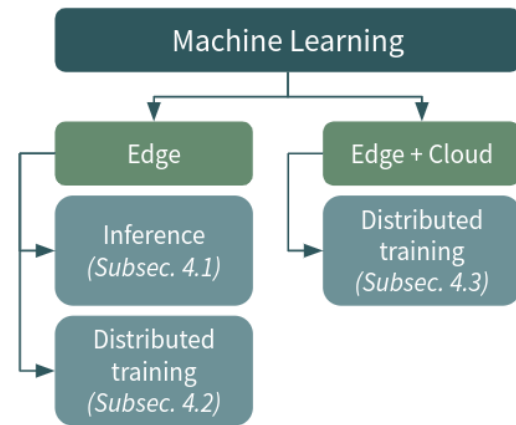 Machine Learning
Edge
Edge + Cloud
Inference
(Subsec. 4.1)
Distributed
training
(Subsec. 4.3)
Distributed
training
(Subsec. 4.2)